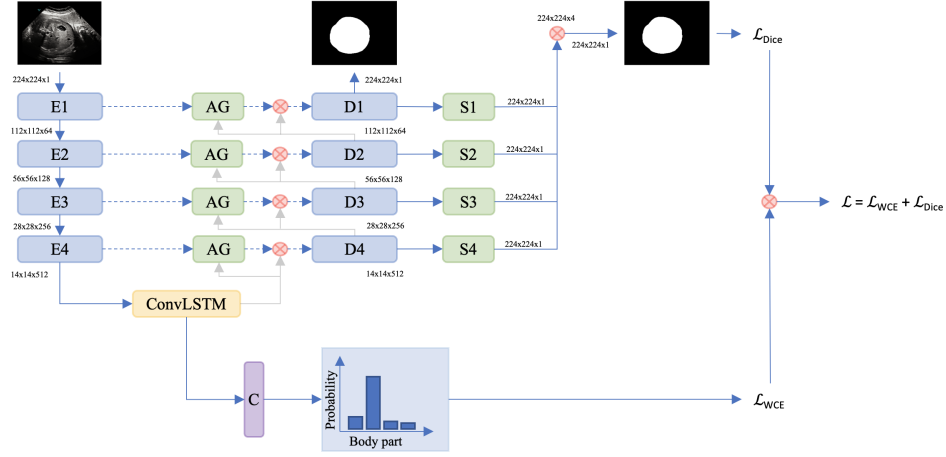 224x224x4
224x224x1
ℒDice
224x224x1
224x224x1
E1
AG
D1
S1
224x224x1
112x112x64
112x112x64
E2
AG
D2
S2
224x224x1
56x56x128
56x56x128
E3
AG
D3
S3
224x224x1
ℒ = ℒWCE + ℒDice
28x28x256
28x28x256
E4
AG
D4
S4
224x224x1
14x14x512
14x14x512
ConvLSTM
C
Probability
Body part
ℒWCE